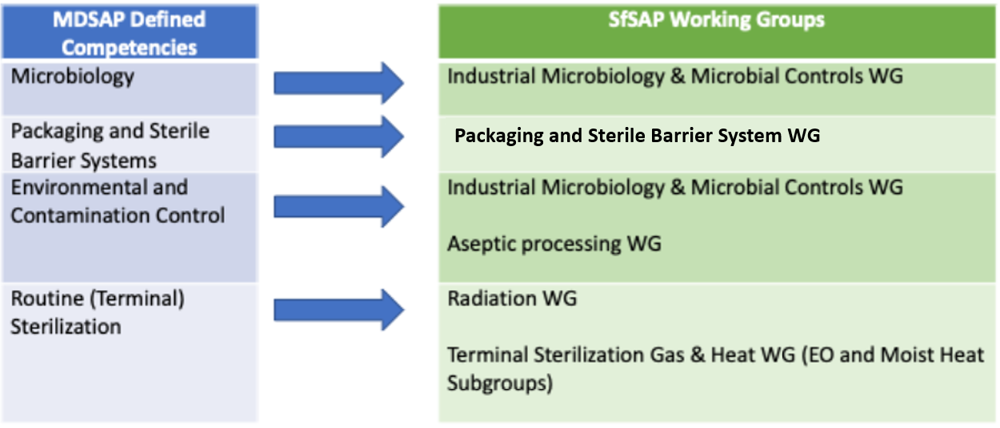 MDSAP Defined
Competencies
SfSAP Working Groups
Microbiology
Industrial Microbiology & Microbial Controls WG
Packaging and Sterile
Barrier Systems
Packaging and Sterile Barrier System WG
Environmental and
Contamination Control
Industrial Microbiology & Microbial Controls WG
Aseptic processing WG
Routine (Terminal)
Sterilization
Radiation WG
Terminal Sterilization Gas & Heat WG (EO and Moist Heat
Subgroups)